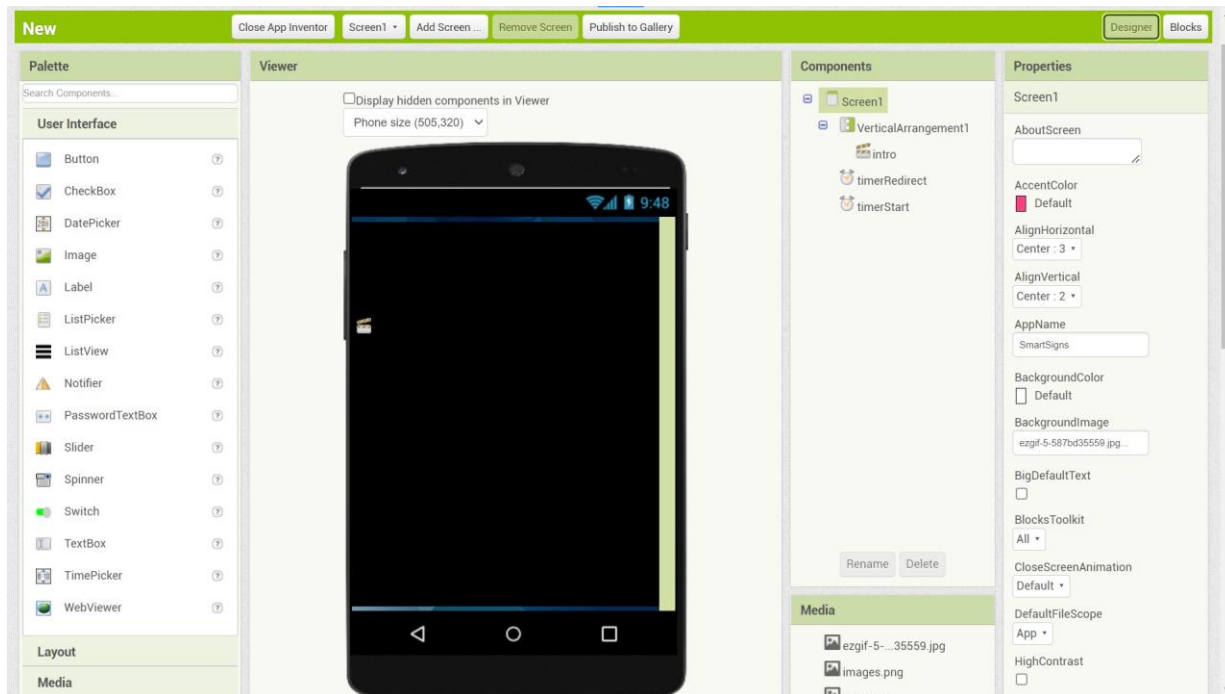 New
Close App Inventor
Screen1
Add Screen ...
Remove Screen
Publish to Gallery
Designer
Blocks
Palette
Search Components...
User Interface
Button
CheckBox
DatePicker
Image
Label
ListPicker
ListView
Notifier
PasswordTextBox
Slider
Spinner
Switch
TextBox
TimePicker
WebViewer
Layout
Media
Viewer
Display hidden components in Viewer
Phone size (505,320)
9:48
Components
Screen1
VerticalArrangement1
intro
timerRedirect
timerStart
Rename
Delete
Media
ezgif-5-...35559.jpg
images.png
Properties
Screen1
AboutScreen
AccentColor
Default
AlignHorizontal
Center : 3
AlignVertical
Center : 2
AppName
SmartSigns
BackgroundColor
Default
BackgroundImage
ezgif-5-587bd35559.jpg...
BigDefaultText
BlocksToolkit
All
CloseScreenAnimation
Default
DefaultFileScope
App
HighContrast